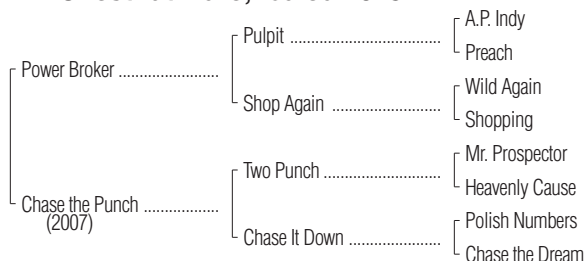 A.P. Indy
Pulpit
Preach
Power Broker
Wild Again
Shop Again
Shopping
Mr. Prospector
Two Punch
Heavenly Cause
Chase the Punch
(2007)
Polish Numbers
Chase It Down
Chase the Dream